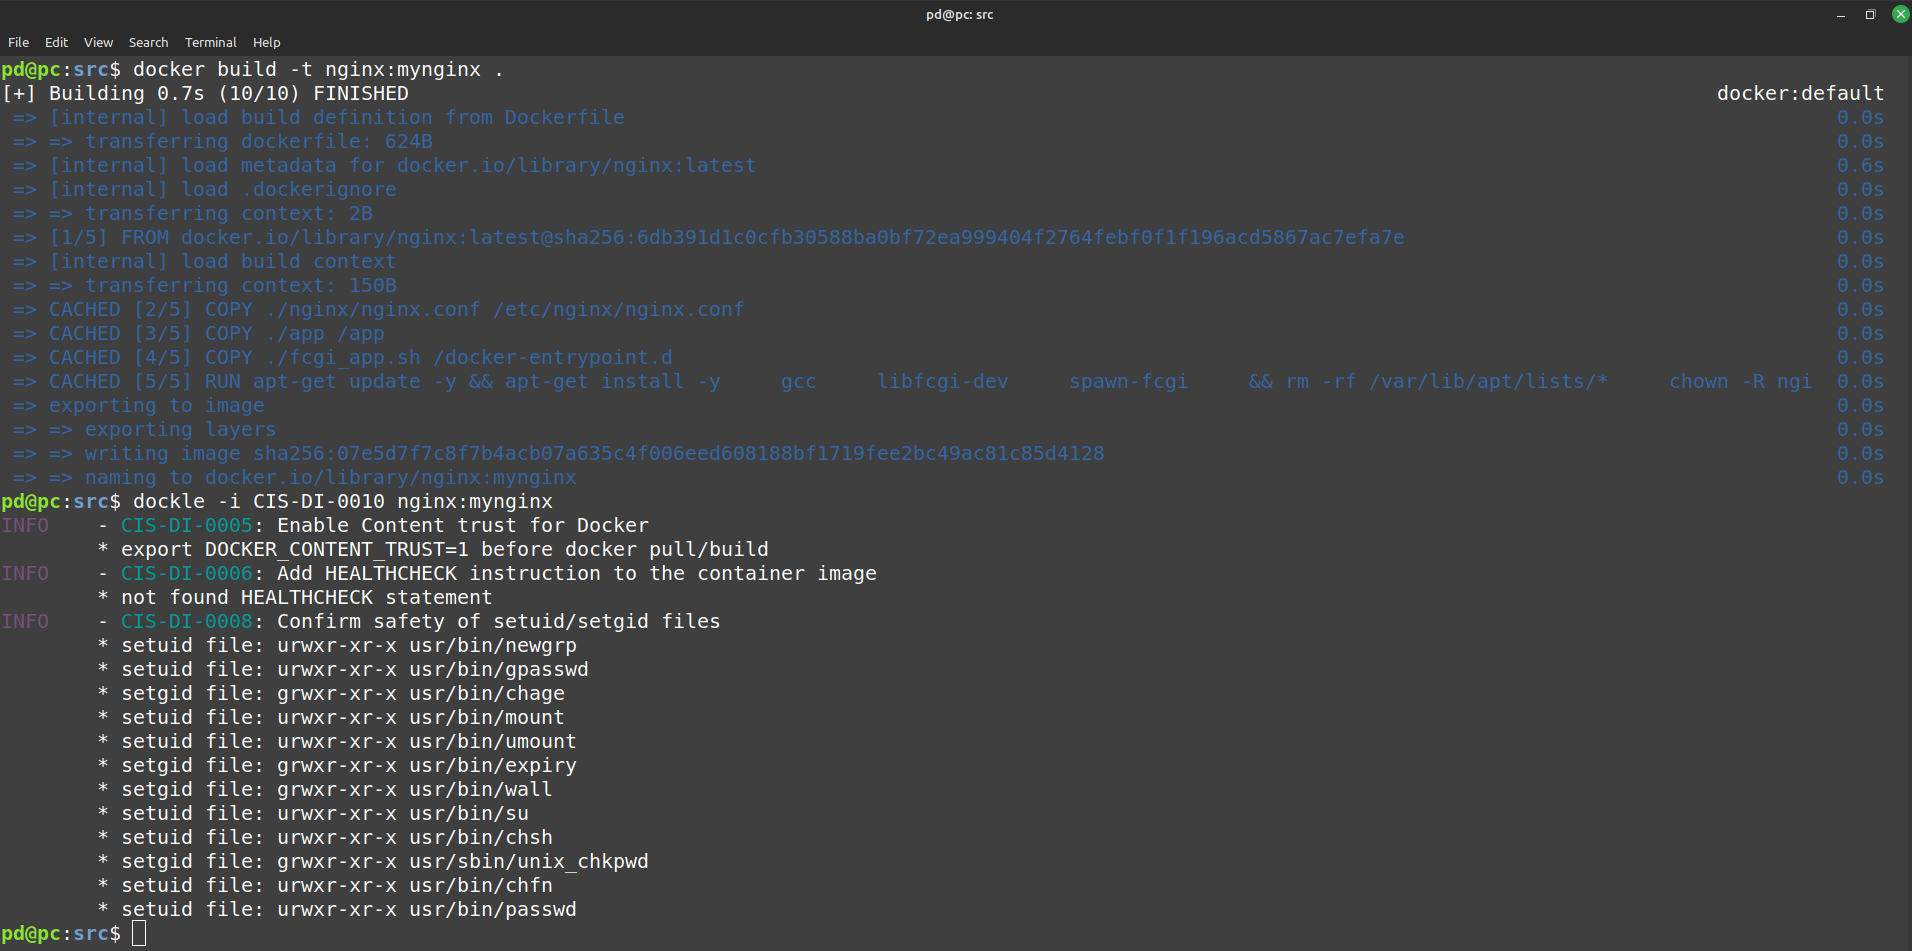 pd@pc: src
File Edit View Search Terminal Help
pd@pc:src$ docker build -t nginx:mynginx .
[+] Building 0.7s (10/10) FINISHED docker:default
=> [internal] load build definition from Dockerfile 0.0s
=> => transferring dockerfile: 624B 0.0s
=> [internal] load metadata for docker.io/library/nginx:latest 0.6s
=> [internal] load .dockerignore 0.0s
=> => transferring context: 2B 0.0s
=> [1/5] FROM docker.io/library/nginx:latest@sha256:6db391d1c0cfb30588ba0bf72ea999404f2764febf0f1f196acd5867ac7efa7e 0.0s
=> [internal] load build context 0.0s
=> => transferring context: 150B 0.0s
=> CACHED [2/5] COPY ./nginx/nginx.conf /etc/nginx/nginx.conf 0.0s
=> CACHED [3/5] COPY ./app /app 0.0s
=> CACHED [4/5] COPY ./fcgi_app.sh /docker-entrypoint.d 0.0s
=> CACHED [5/5] RUN apt-get update -y && apt-get install -y     gcc     libfcgi-dev     spawn-fcgi     && rm -rf /var/lib/apt/lists/*     chown -R ngi 0.0s
=> exporting to image 0.0s
=> => exporting layers 0.0s
=> => writing image sha256:07e5d7f7c8f7b4acb07a635c4f006eed608188bf1719fee2bc49ac81c85d4128 0.0s
=> => naming to docker.io/library/nginx:mynginx 0.0s
pd@pc:src$ dockle -i CIS-DI-0010 nginx:mynginx
INFO - CIS-DI-0005: Enable Content trust for Docker
* export DOCKER_CONTENT_TRUST=1 before docker pull/build
INFO - CIS-DI-0006: Add HEALTHCHECK instruction to the container image
* not found HEALTHCHECK statement
INFO - CIS-DI-0008: Confirm safety of setuid/setgid files
* setuid file: urwxr-xr-x usr/bin/newgrp
* setuid file: urwxr-xr-x usr/bin/gpasswd
* setgid file: grwxr-xr-x usr/bin/chage
* setuid file: urwxr-xr-x usr/bin/mount
* setuid file: urwxr-xr-x usr/bin/umount
* setgid file: grwxr-xr-x usr/bin/expiry
* setgid file: grwxr-xr-x usr/bin/wall
* setuid file: urwxr-xr-x usr/bin/su
* setuid file: urwxr-xr-x usr/bin/chsh
* setgid file: grwxr-xr-x usr/sbin/unix_chkpwd
* setuid file: urwxr-xr-x usr/bin/chfn
* setuid file: urwxr-xr-x usr/bin/passwd
pd@pc:src$